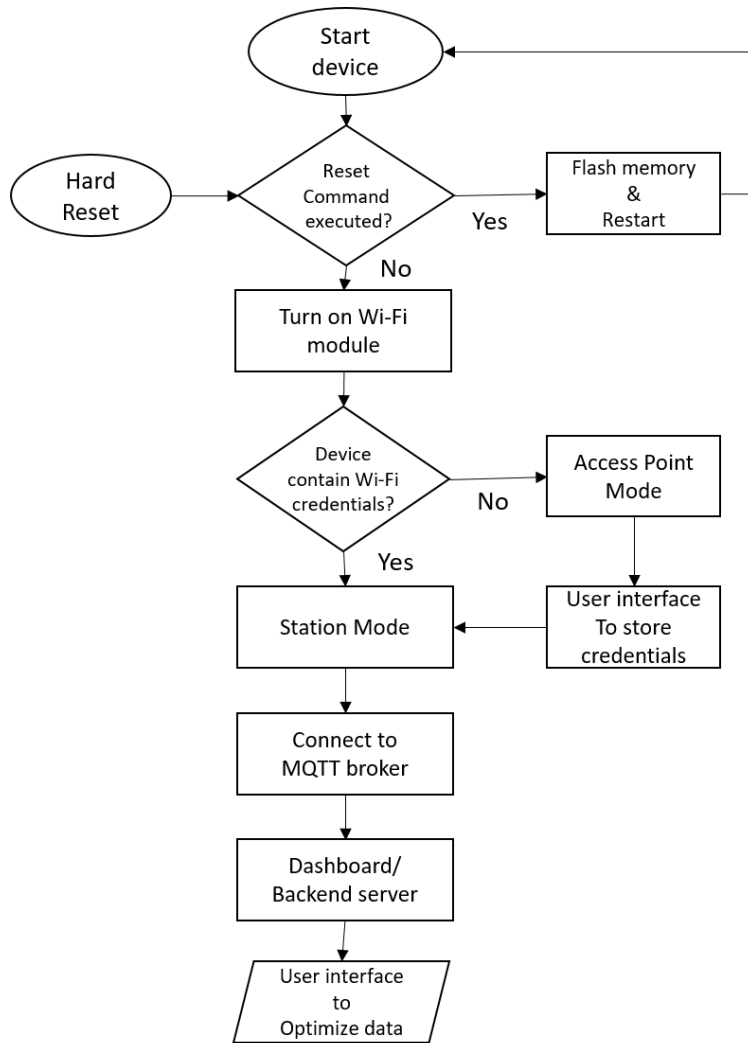 Start
device
Hard
Reset
Reset
Command
executed?
Yes
Flash memory
&
Restart
No
Turn on Wi-Fi
module
Device
contain Wi-Fi
credentials?
No
Access Point
Mode
Yes
Station Mode
User interface
To store
credentials
Connect to
MQTT broker
Dashboard/
Backend server
User interface
to
Optimize data